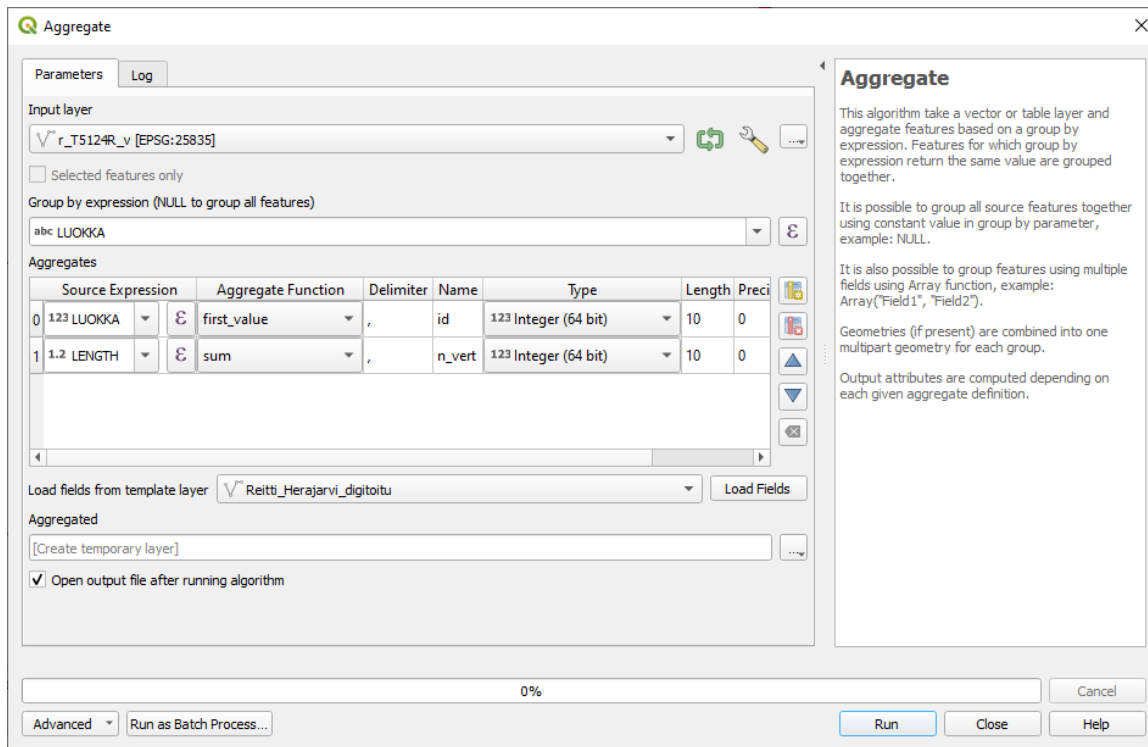 Aggregate
Parameters
Log
Input layer
r_T5124R_v [EPSG:25835]
Selected features only
Group by expression (NULL to group all features)
abc LUOKKA
ε
Aggregates
Source Expression Aggregate Function Delimiter Name Type Length Preci
0 123 LUOKKA ε first_value , id 123 Integer (64 bit) 10 0
1 1.2 LENGTH ε sum , n_vert 123 Integer (64 bit) 10 0
Load fields from template layer Reitti_Herajarvi_digitoitu Load Fields
Aggregated
[Create temporary layer]
...
Open output file after running algorithm
Aggregate
This algorithm take a vector or table layer and
aggregate features based on a group by
expression. Features for which group by
expression return the same value are grouped
together.
It is possible to group all source features together
using constant value in group by parameter,
example: NULL.
It is also possible to group features using multiple
fields using Array function, example:
Array("Field1", "Field2").
Geometries (if present) are combined into one
multipart geometry for each group.
Output attributes are computed depending on
each given aggregate definition.
0%
Cancel
Advanced Run as Batch Process... Run Close Help